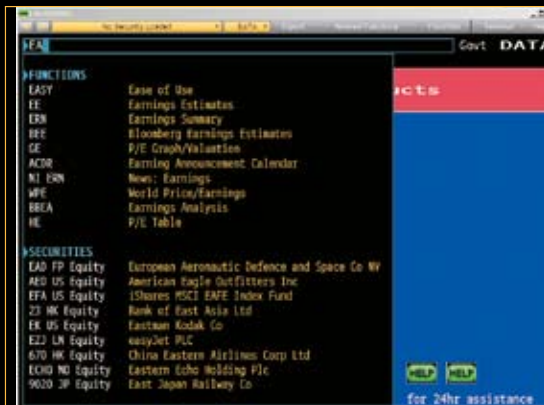 No Security Loaded
EA
Govt DATA
ucts
FUNCTIONS
EASY Ease of Use
EE Earnings Estimates
ERN Earnings Summary
BEE Bloomberg Earnings Estimates
GE P/E Graph/Valuation
ACDR Earning Announcement Calendar
NI ERN News: Earnings
WPE World Price/Earnings
BBEA Earnings Analysis
HE P/E Table
SECURITIES
EAD FP Equity European Aeronautic Defence and Space Co NV
AEO US Equity American Eagle Outfitters Inc
EFA US Equity iShares MSCI EAFE Index Fund
23 HK Equity Bank of East Asia Ltd
EK US Equity Eastman Kodak Co
EZJ LN Equity easyJet PLC
670 HK Equity China Eastern Airlines Corp Ltd
ECHO NO Equity Eastern Echo Holding Plc
9020 JP Equity East Japan Railway Co
HELP HELP
for 24hr assistance